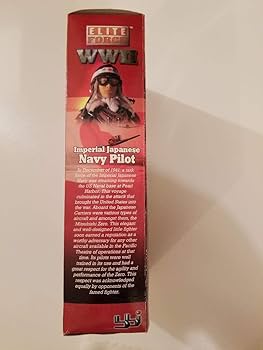 ELITE
FORCE
WWII
Imperial Japanese
Navy Pilot
In December of 1941, a task
force of the Imperial Japanese
Navy was steaming towards
the US Naval base at Pearl
Harbor. This voyage
culminated in the attack that
brought the United States into
the war. Aboard the Japanese
Carriers were various types of
aircraft and amongst them, the
Mitsubishi Zero. This elegant
and well-designed little fighter
soon earned a reputation as a
worthy adversary for any other
aircraft available in the Pacific
Theatre of operations at that
time. Its pilots were well
trained in its use and had a
great respect for the agility and
performance of the Zero. This
respect was acknowledged
equally by opponents of the
famed fighter.
bbi